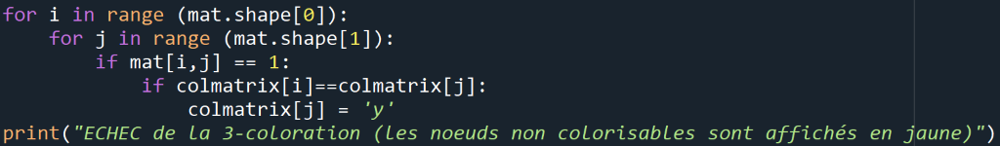 for i in range (mat.shape[0]):
    for j in range (mat.shape[1]):
        if mat[i,j] == 1:
            if colmatrix[i]==colmatrix[j]:
                colmatrix[j] = 'y'
print("ECHEC de la 3-coloration (les noeuds non colorisables sont affichés en jaune)")